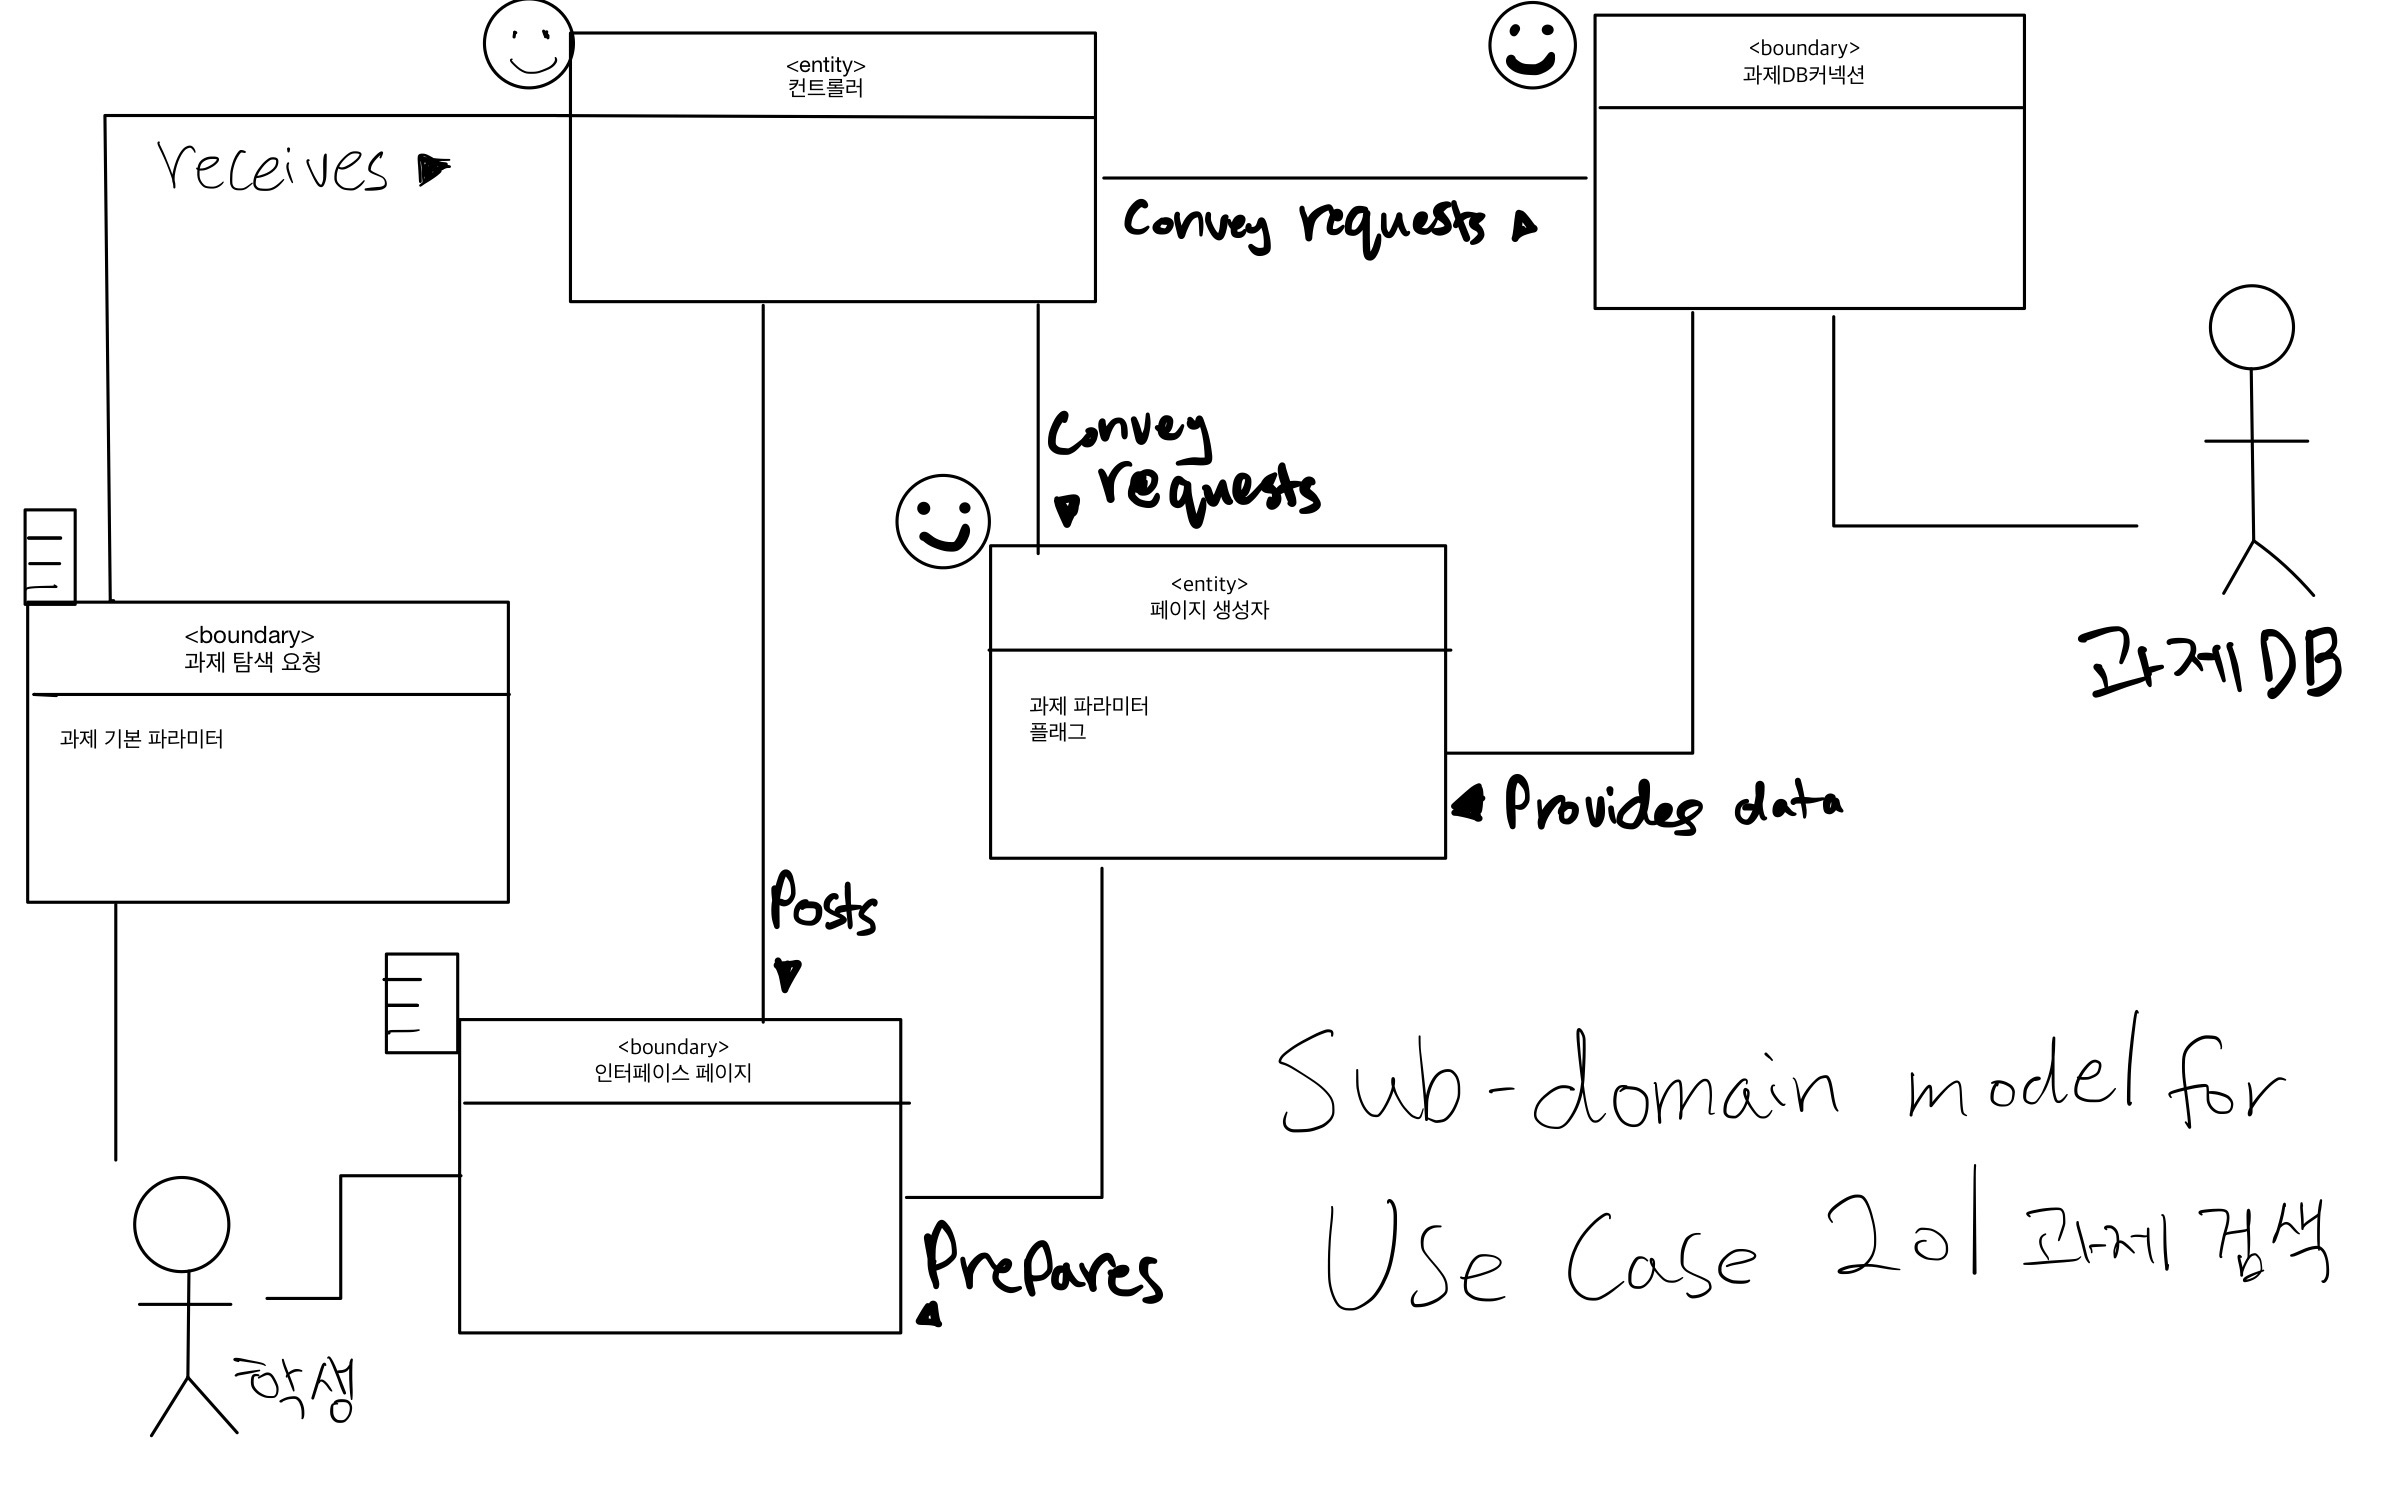 <entity>
컨트롤러
<boundary>
과제DB커넥션
receives
Convey requests
Convey
requests
<entity>
페이지 생성자
과제 파라미터
플래그
<boundary>
과제 탐색 요청
과제 기본 파라미터
과제DB
Provides data
Posts
<boundary>
인터페이스 페이지
Prepares
학생
Sub-domain model for
Use Case 201 과제 검색